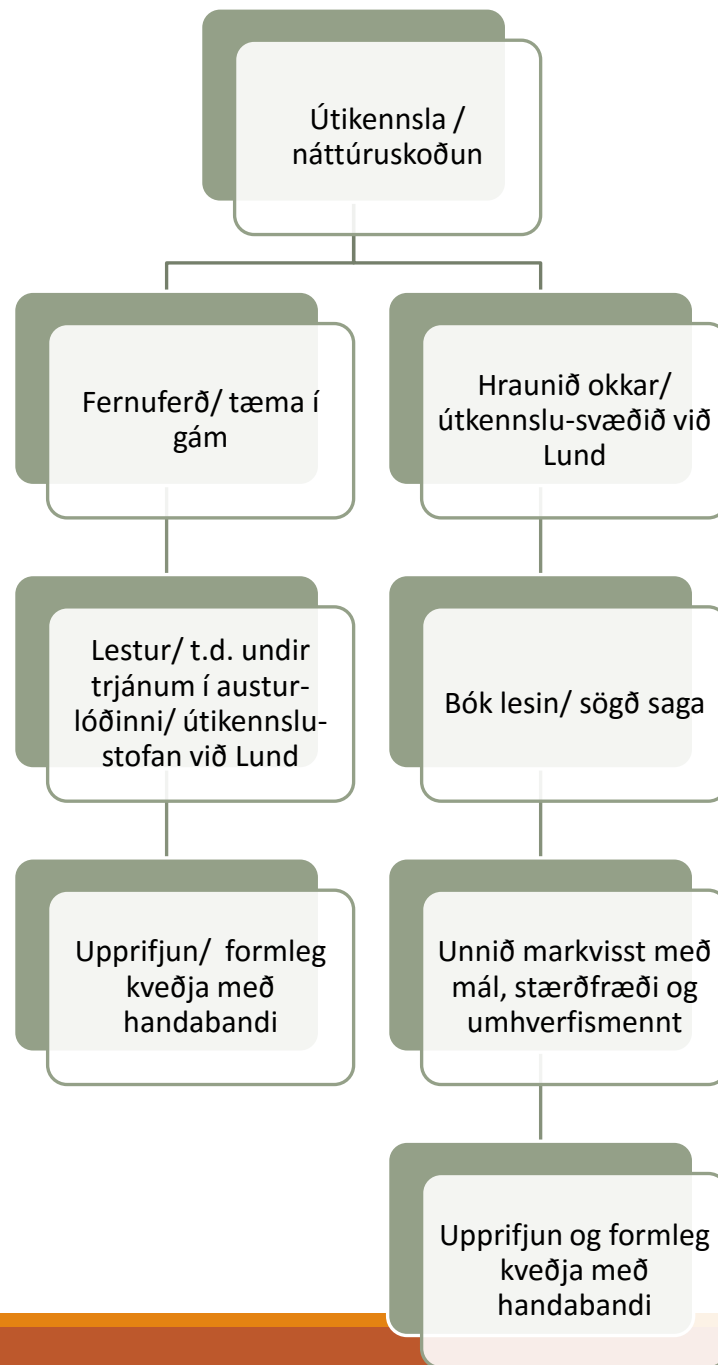 Útikennsla /
náttúruskoðun
Fernuferð/ tæma í
gám
Lestur/ t.d. undir
trjánum í austur-
lóðinni/ útikennslu-
stofan við Lund
Upprifjun/ formleg
kveðja með
handabandi
Hraunið okkar/
útkennslu-svæðið við
Lund
Bók lesin/ sögð saga
Unnið markvisst með
mál, stærðfræði og
umhverfismennt
Upprifjun og formleg
kveðja með
handabandi